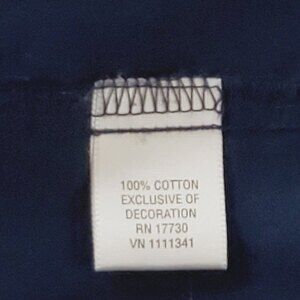 100% COTTON
EXCLUSIVE OF
DECORATION
RN 17730
VN 1111341